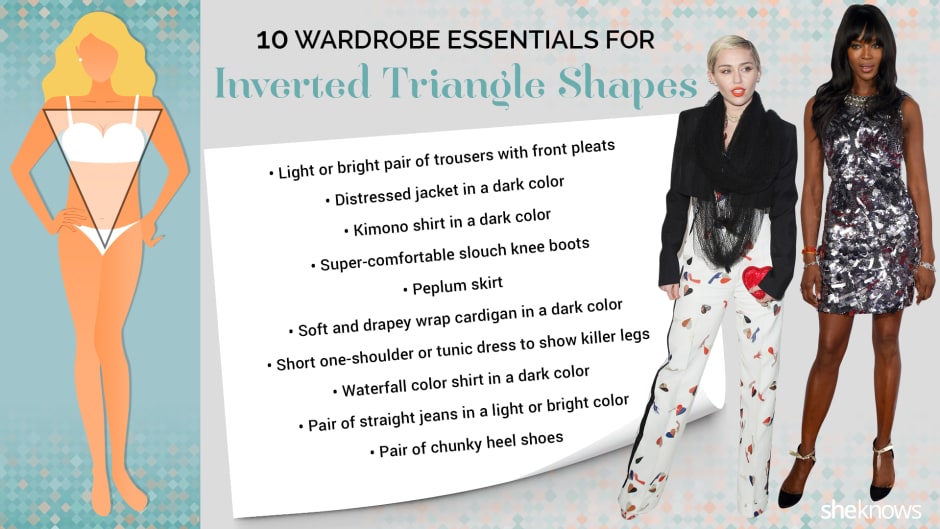 10 WARDROBE ESSENTIALS FOR
Inverted Triangle Shapes
• Light or bright pair of trousers with front pleats
• Distressed jacket in a dark color
• Kimono shirt in a dark color
• Super-comfortable slouch knee boots
• Peplum skirt
• Soft and drapey wrap cardigan in a dark color
• Short one-shoulder or tunic dress to show killer legs
• Waterfall color shirt in a dark color
• Pair of straight jeans in a light or bright color
• Pair of chunky heel shoes
sheknows